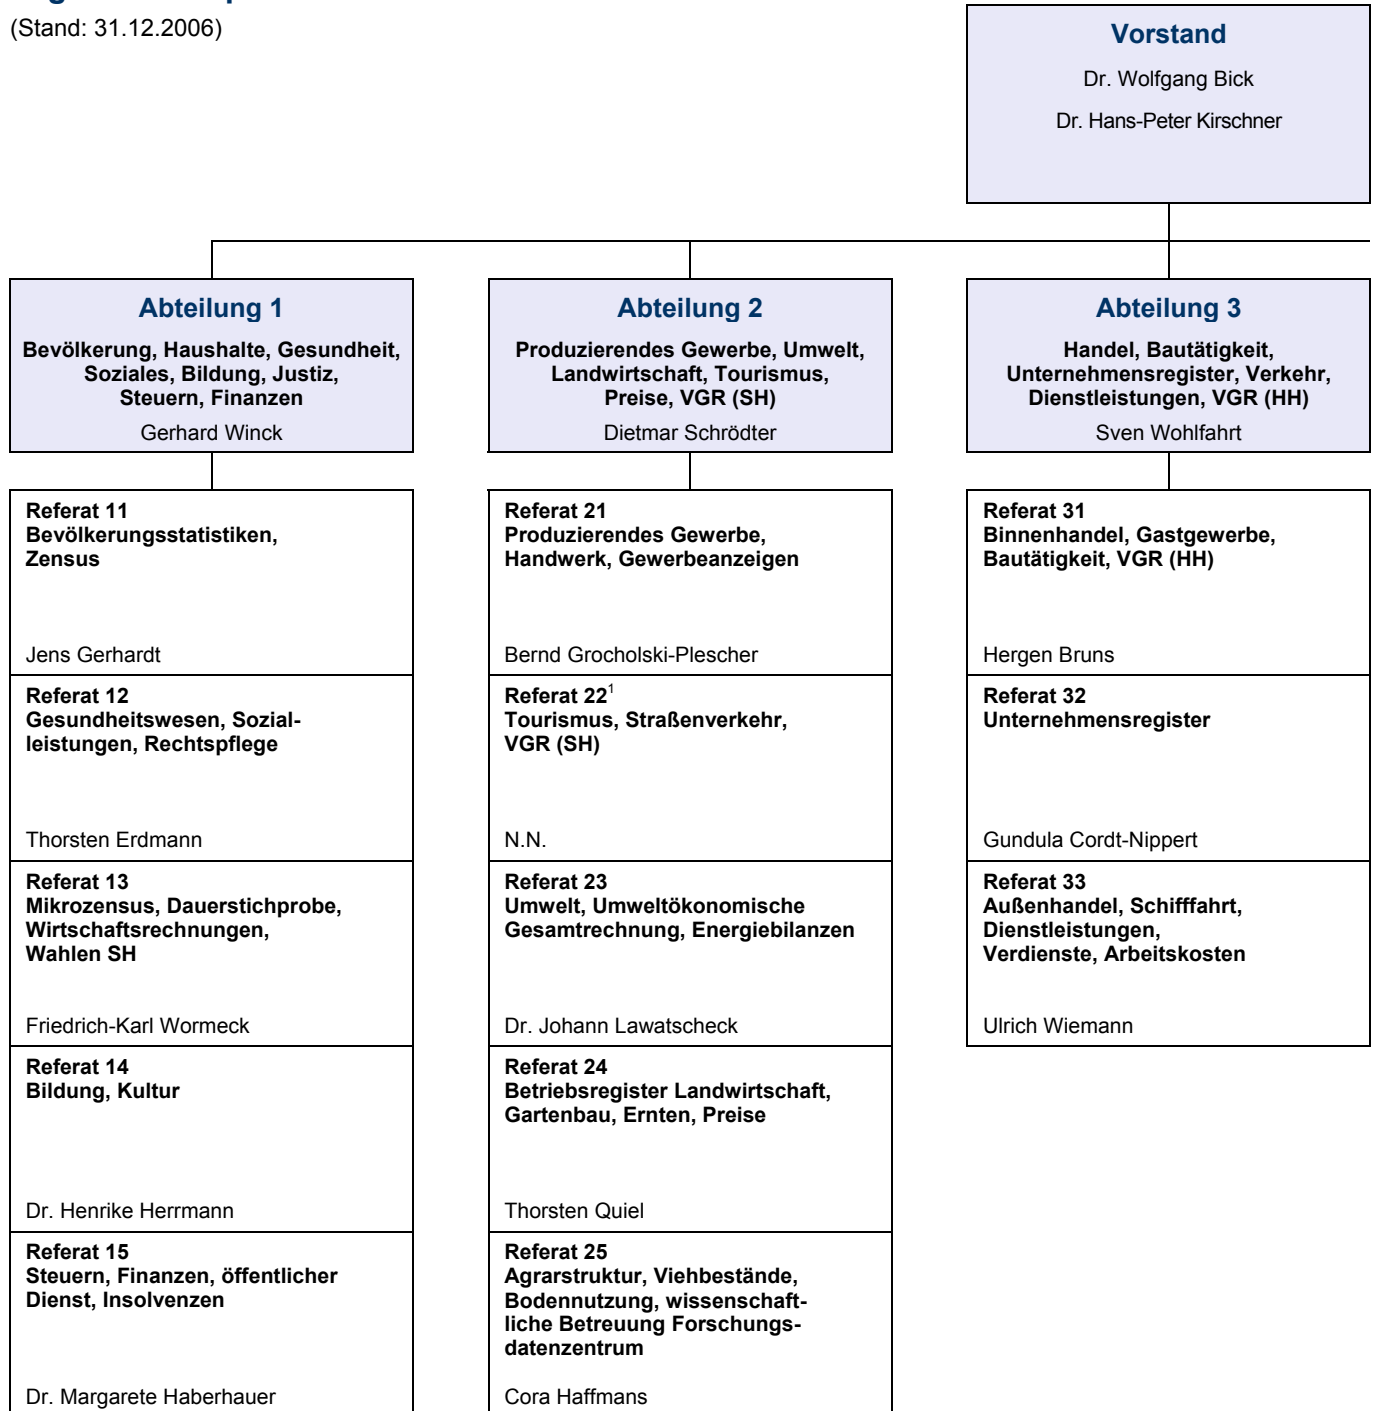 (Stand: 31.12.2006)
Vorstand
Dr. Wolfgang Bick
Dr. Hans-Peter Kirschner
Abteilung 1
Bevölkerung, Haushalte, Gesundheit,
Soziales, Bildung, Justiz,
Steuern, Finanzen
Gerhard Winck
Referat 11
Bevölkerungsstatistiken,
Zensus
Jens Gerhardt
Referat 12
Gesundheitswesen, Sozial-
leistungen, Rechtspflege
Thorsten Erdmann
Referat 13
Mikrozensus, Dauerstichprobe,
Wirtschaftsrechnungen,
Wahlen SH
Friedrich-Karl Wormeck
Referat 14
Bildung, Kultur
Dr. Henrike Herrmann
Referat 15
Steuern, Finanzen, öffentlicher
Dienst, Insolvenzen
Dr. Margarete Haberhauer
Abteilung 2
Produzierendes Gewerbe, Umwelt,
Landwirtschaft, Tourismus,
Preise, VGR (SH)
Dietmar Schrödter
Referat 21
Produzierendes Gewerbe,
Handwerk, Gewerbeanzeigen
Bernd Grocholski-Plescher
Referat 22¹
Tourismus, Straßenverkehr,
VGR (SH)
N.N.
Referat 23
Umwelt, Umweltökonomische
Gesamtrechnung, Energiebilanzen
Dr. Johann Lawatscheck
Referat 24
Betriebsregister Landwirtschaft,
Gartenbau, Ernten, Preise
Thorsten Quiel
Referat 25
Agrarstruktur, Viehbestände,
Bodennutzung, wissenschaft-
liche Betreuung Forschungs-
datenzentrum
Cora Haffmans
Abteilung 3
Handel, Bautätigkeit,
Unternehmensregister, Verkehr,
Dienstleistungen, VGR (HH)
Sven Wohlfahrt
Referat 31
Binnenhandel, Gastgewerbe,
Bautätigkeit, VGR (HH)
Hergen Bruns
Referat 32
Unternehmensregister
Gundula Cordt-Nippert
Referat 33
Außenhandel, Schifffahrt,
Dienstleistungen,
Verdienste, Arbeitskosten
Ulrich Wiemann